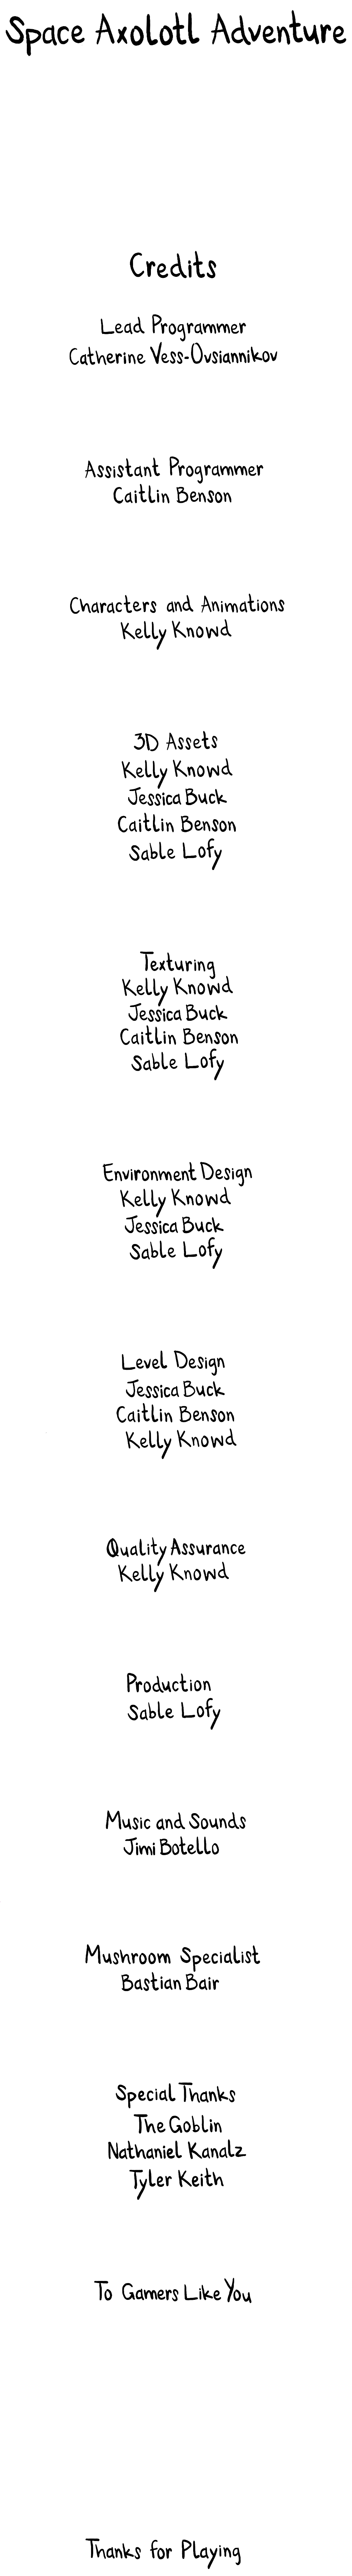 Space Axolotl Adventure
Credits
Lead Programmer
Catherine Vess-Ovsiannikov
Assistant Programmer
Caitlin Benson
Characters and Animations
Kelly Knowd
3D Assets
Kelly Knowd
Jessica Buck
Caitlin Benson
Sable Lofy
Texturing
Kelly Knowd
Jessica Buck
Caitlin Benson
Sable Lofy
Environment Design
Kelly Knowd
Jessica Buck
Sable Lofy
Level Design
Jessica Buck
Caitlin Benson
Kelly Knowd
Quality Assurance
Kelly Knowd
Production
Sable Lofy
Music and Sounds
Jimi Botello
Mushroom Specialist
Bastian Bair
Special Thanks
The Goblin
Nathaniel Kanalz
Tyler Keith
To Gamers Like You
Thanks for Playing